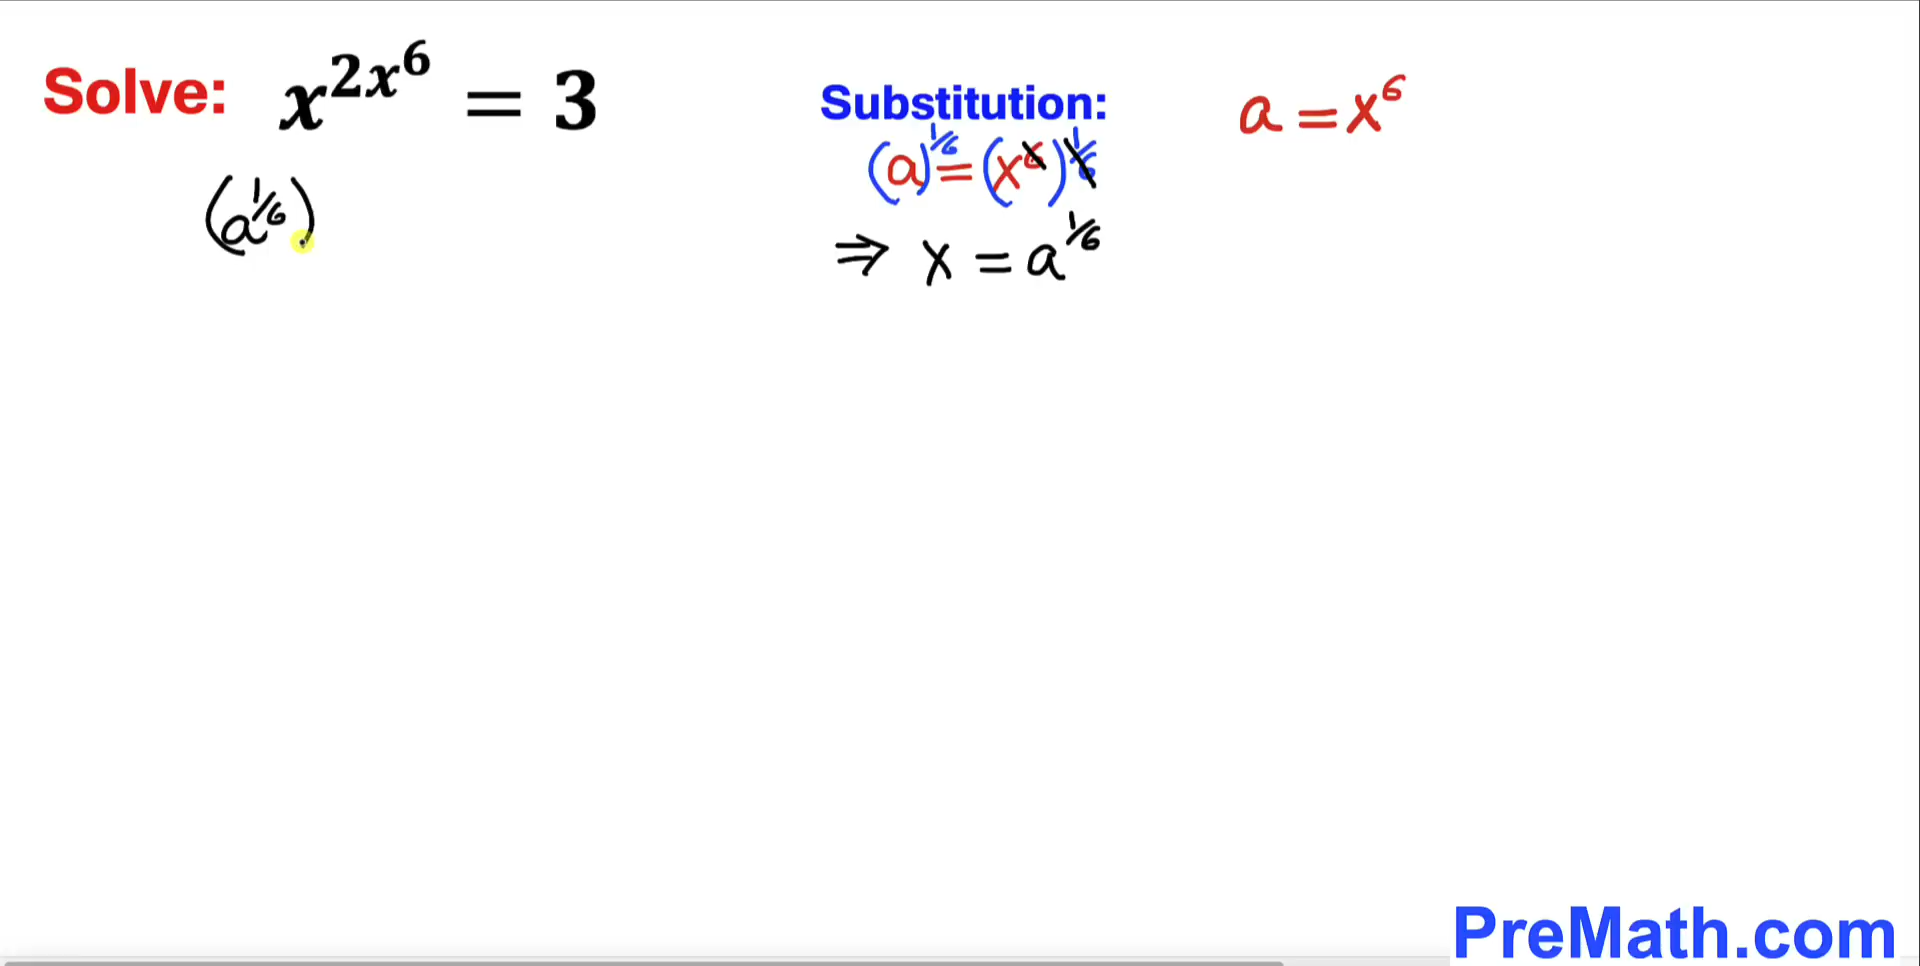 Solve: x^{2x^6} = 3
(a^{1/6})
Substitution: a = x^6
(a)^{1/6} = (x^6)^{1/6}
⇒ x = a^{1/6}
PreMath.com